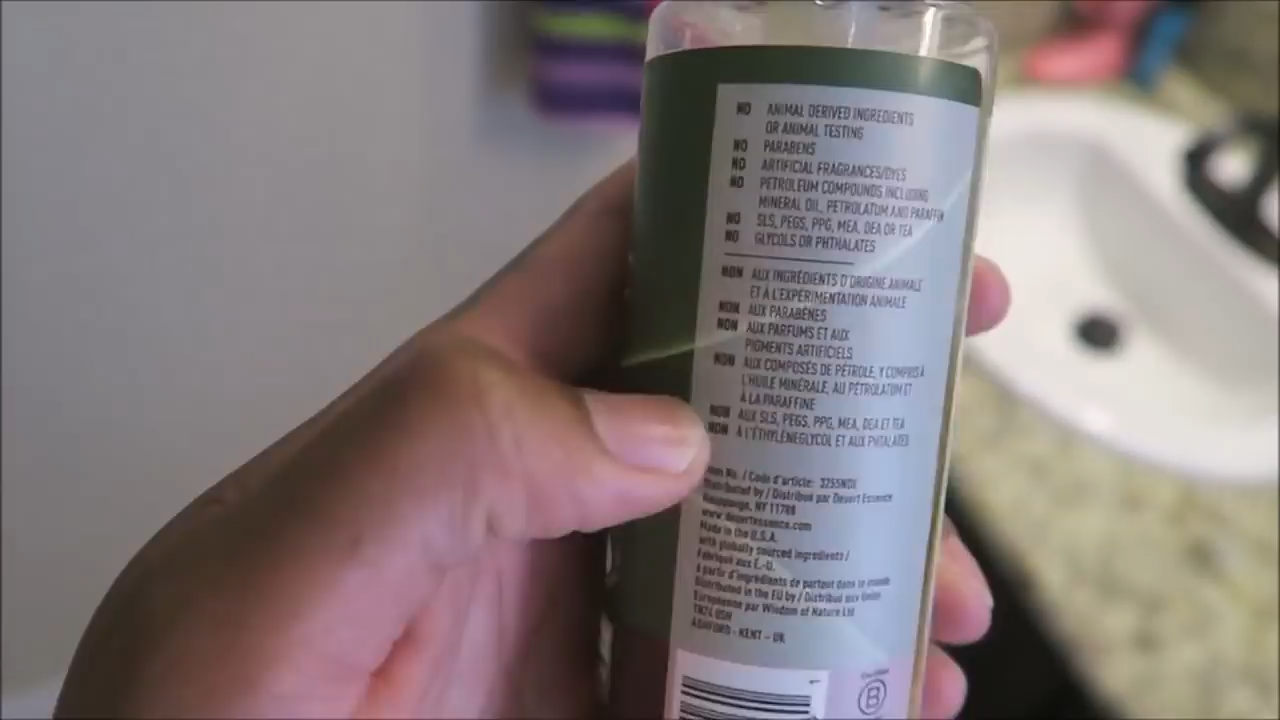 NO ANIMAL DERIVED INGREDIENTS
OR ANIMAL TESTING
NO PARABENS
NO ARTIFICIAL FRAGRANCES/DYES
NO PETROLEUM COMPOUNDS INCLUDING
MINERAL OIL, PETROLATUM AND PARAFFIN
NO SLS, PEGS, PPG, MEA, DEA OR TEA
NO GLYCOLS OR PHTHALATES
NON AUX INGRÉDIENTS D'ORIGINE ANIMALE
ET À L'EXPÉRIMENTATION ANIMALE
NON AUX PARABÈNES
NON AUX PARFUMS ET AUX
PIGMENTS ARTIFICIELS
NON AUX COMPOSÉS DE PÉTROLE, Y COMPRIS À
L'HUILE MINÉRALE, AU PÉTROLATUM ET
À LA PARAFFINE
NON AUX SLS, PEGS, PPG, MEA, DEA ET TEA
NON À L'ÉTHYLÈNEGLYCOL ET AUX PHTALATES
No. / Code d'article:
Distributed by / Distribué par Desert Essence
Hauppauge, NY 11788
www.desertessence.com
Made in the U.S.A.
with globally sourced ingredients /
Fabriqué aux É.-U.
à partir d'ingrédients de partout dans le monde
Distributed in the EU by / Distribué aux
Européenne par Wisdom of Nature Ltd
TN24 0SH
ASHFORD - KENT - UK
B